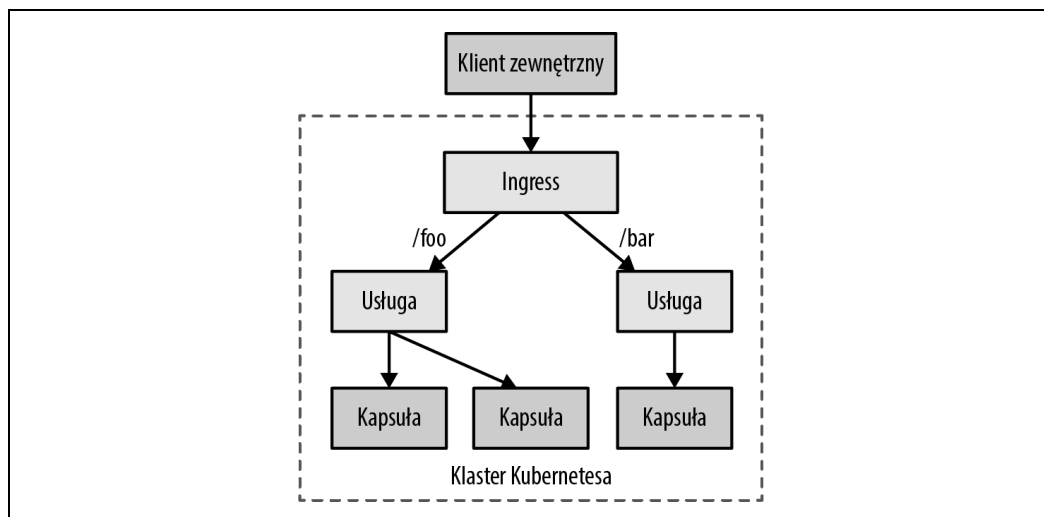 Klient zewnętrzny
Ingress
/foo
/bar
Usługa
Usługa
Kapsuła
Kapsuła
Kapsuła
Klaster Kubernetesa